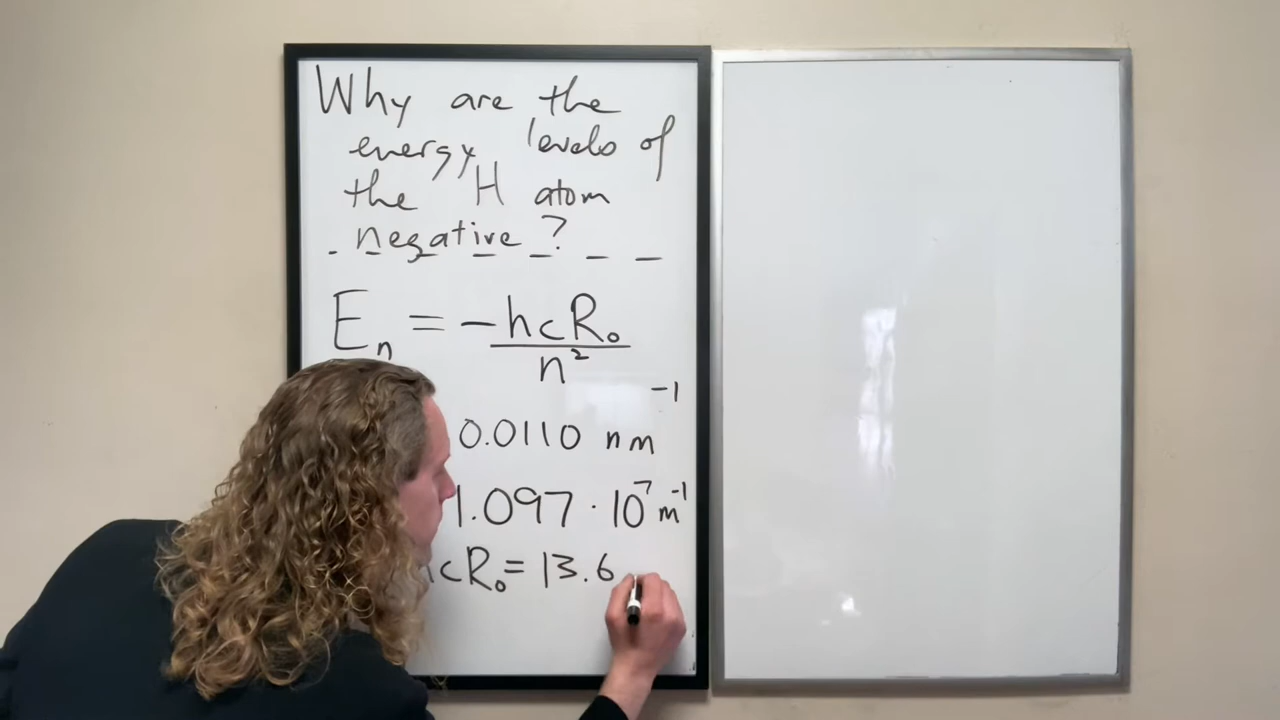 Why are the
energy levels of
the H atom
negative?
En = -hcR₀/n²
0.0110 nm⁻¹
1.097 · 10⁷ m⁻¹
hcR₀ = 13.6